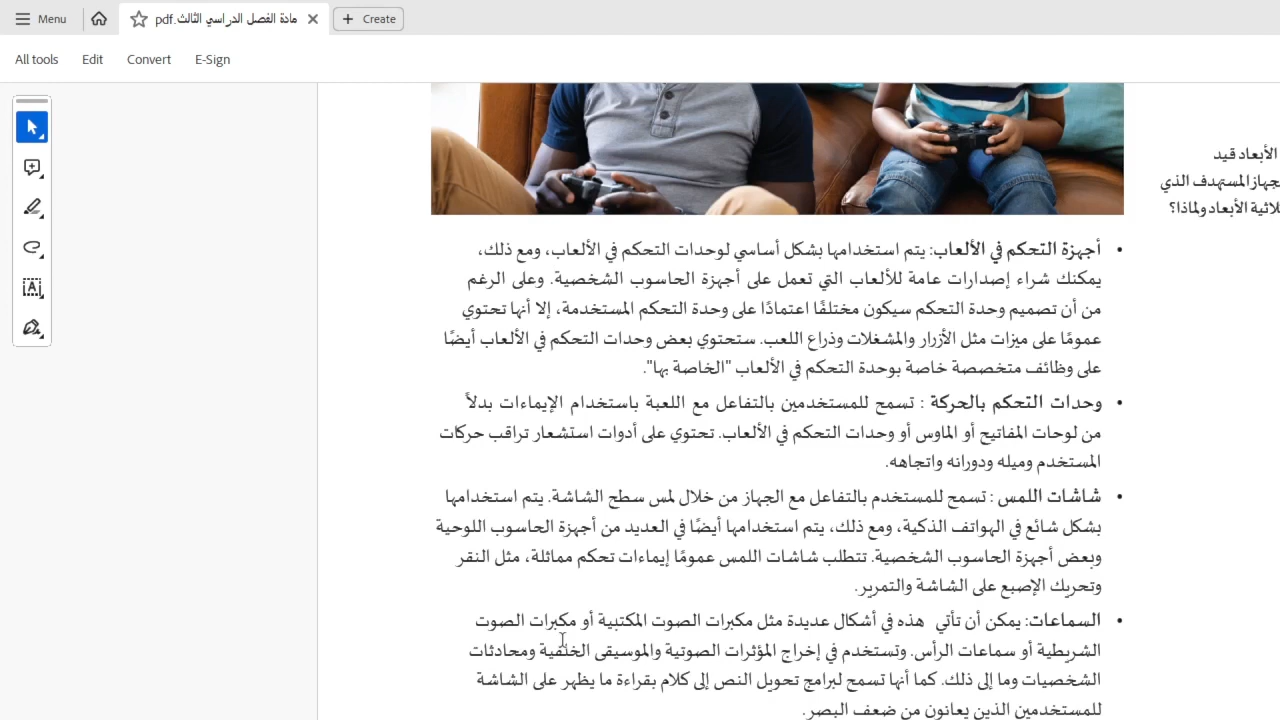 Menu
مادة الفصل الدراسي الثالث.pdf
Create
All tools
Edit
Convert
E-Sign
الأبعاد قيد
المستهدف الذي
الأبعاد ولماذا؟
• أجهزة التحكم في الألعاب: يتم استخدامها بشكل أساسي لوحدات التحكم في الألعاب، ومع ذلك،
يمكنك شراء إصدارات عامة للألعاب التي تعمل على أجهزة الحاسوب الشخصية. وعلى الرغم
من أن تصميم وحدة التحكم سيكون مختلفًا اعتمادًا على وحدة التحكم المستخدمة، إلا أنها تحتوي
عمومًا على ميزات مثل الأزرار والمشغلات وذراع اللعب. ستحتوي بعض وحدات التحكم في الألعاب أيضًا
على وظائف متخصصة خاصة بوحدة التحكم في الألعاب "الخاصة بها".
• وحدات التحكم بالحركة : تسمح للمستخدمين بالتفاعل مع اللعبة باستخدام الإيماءات بدلاً
من لوحات المفاتيح أو الماوس أو وحدات التحكم في الألعاب. تحتوي على أدوات استشعار تراقب حركات
المستخدم وميله ودورانه واتجاهه.
• شاشات اللمس : تسمح للمستخدم بالتفاعل مع الجهاز من خلال لمس سطح الشاشة. يتم استخدامها
بشكل شائع في الهواتف الذكية، ومع ذلك، يتم استخدامها أيضًا في العديد من أجهزة الحاسوب اللوحية
وبعض أجهزة الحاسوب الشخصية. تتطلب شاشات اللمس عمومًا إيماءات تحكم مماثلة، مثل النقر
وتحريك الإصبع على الشاشة والتمرير.
• السماعات: يمكن أن تأتي هذه في أشكال عديدة مثل مكبرات الصوت المكتبية أو مكبرات الصوت
الشريطية أو سماعات الرأس. وتستخدم في إخراج المؤثرات الصوتية والموسيقى الخلفية ومحادثات
الشخصيات وما إلى ذلك. كما أنها تسمح لبرامج تحويل النص إلى كلام بقراءة ما يظهر على الشاشة
للمستخدمين الذين يعانون من ضعف البصر.